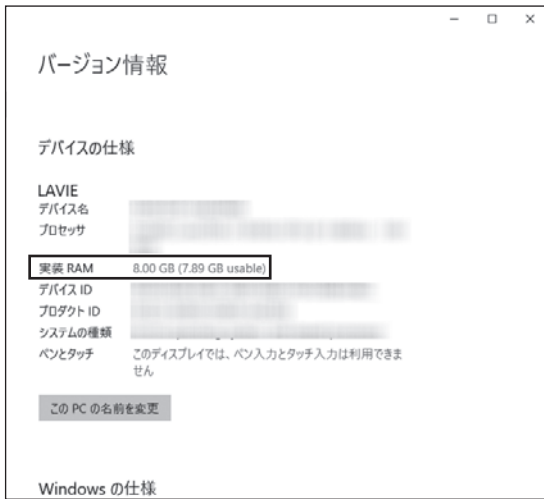 バージョン情報
デバイスの仕様
LAVIE
デバイス名
プロセッサ
実装 RAM 8.00 GB (7.89 GB usable)
デバイス ID
プロダクト ID
システムの種類
ペンとタッチ このディスプレイでは、ペン入力とタッチ入力は利用できま
せん
この PC の名前を変更
Windows の仕様